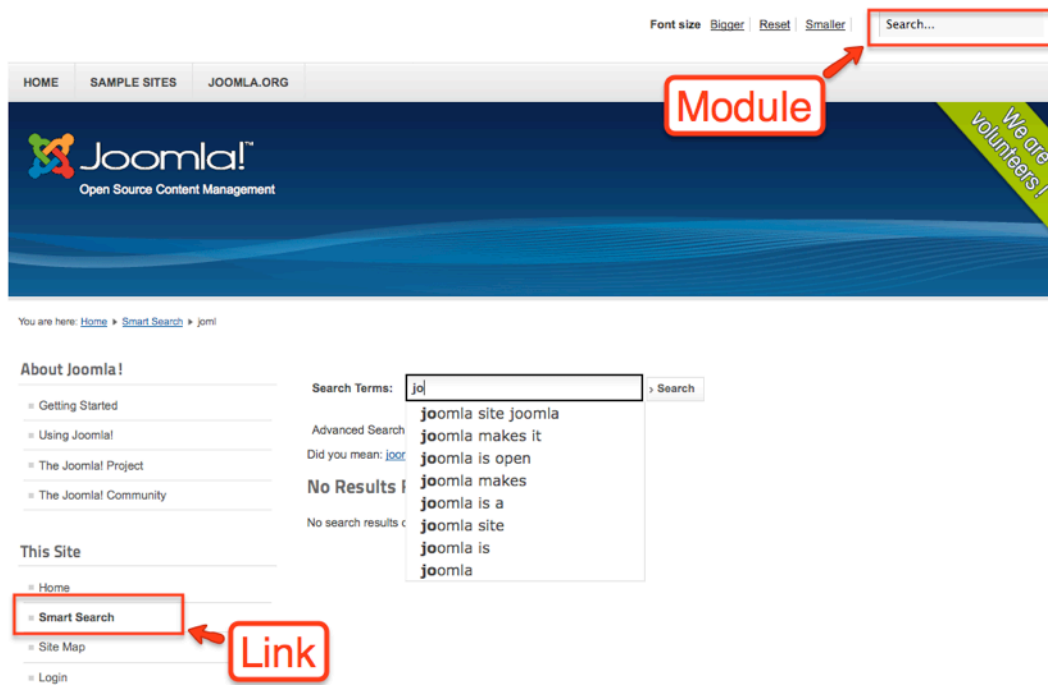 Font size Bigger Reset Smaller Search...
HOME SAMPLE SITES JOOMLA.ORG
Module
We are
volunteers !
Joomla!™
Open Source Content Management
You are here: Home Smart Search joml
About Joomla!
Getting Started
Using Joomla!
The Joomla! Project
The Joomla! Community
Search Terms: jo › Search
joomla site joomla
joomla makes it
joomla is open
joomla makes
joomla is a
joomla site
joomla is
joomla
Advanced Search
Did you mean:
No Results
No search results
This Site
Home
Smart Search
Site Map
Login
Link